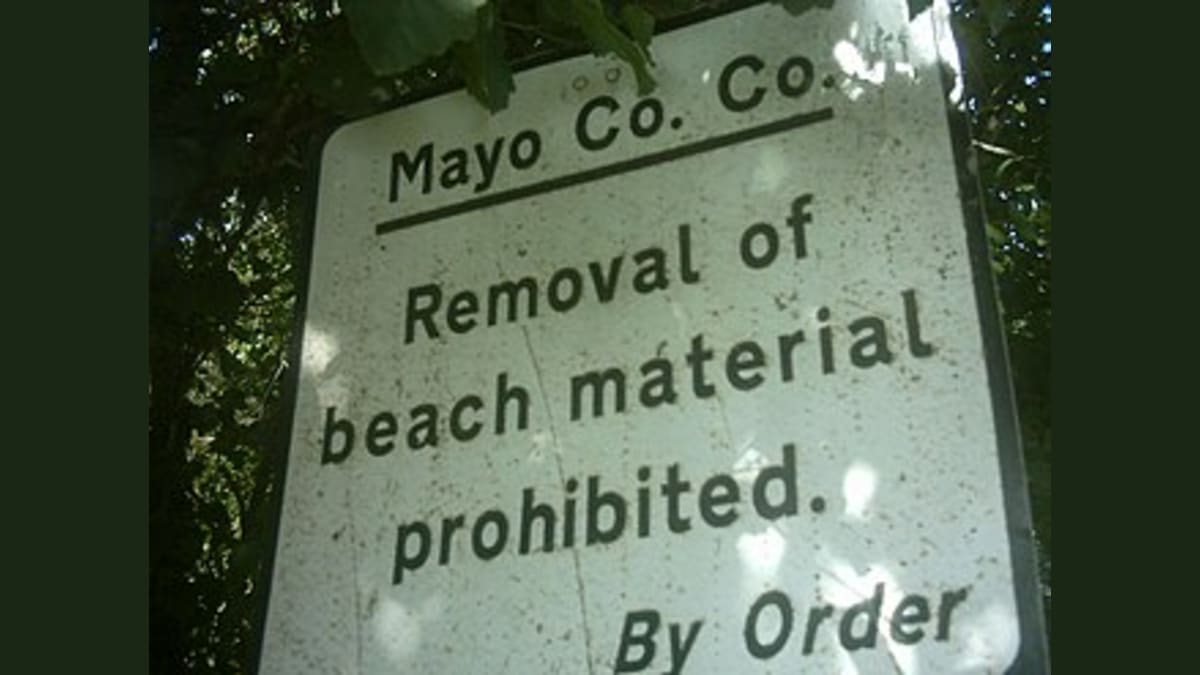 Mayo Co. Co.
Removal of
beach material
prohibited.
By Order